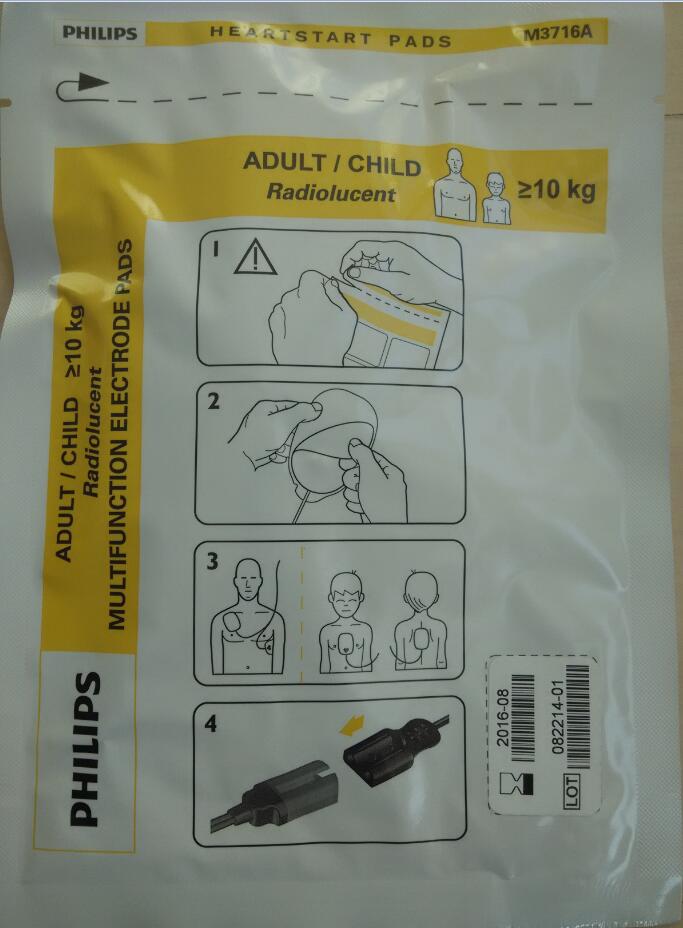 PHILIPS
HEARTSTART PADS
M3716A
ADULT / CHILD
Radiolucent
≥10 kg
ADULT / CHILD ≥10 kg
Radiolucent
MULTIFUNCTION ELECTRODE PADS
PHILIPS
1
2
3
4
2016-08
LOT
082214-01